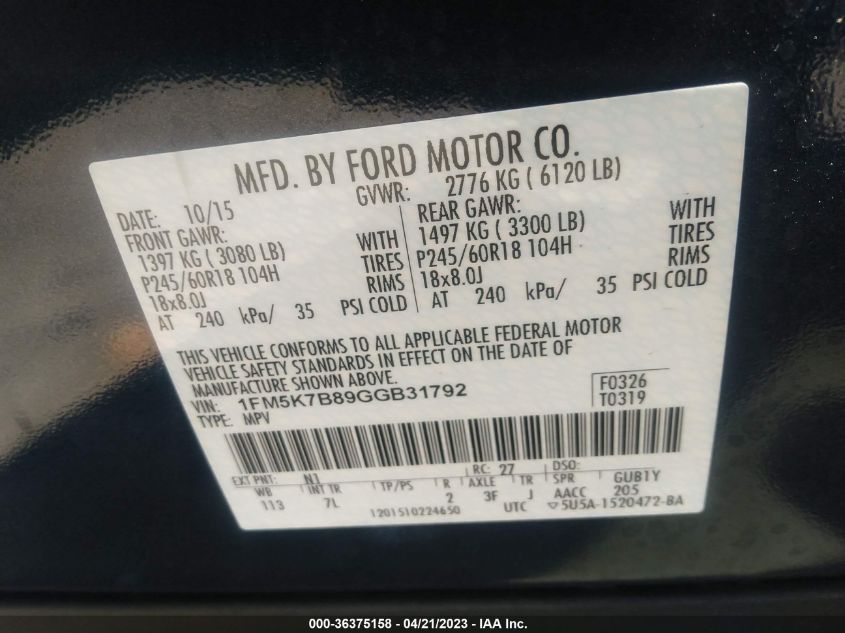 MFD. BY FORD MOTOR CO.
DATE: 10/15 GVWR: 2776 KG ( 6120 LB)
FRONT GAWR: WITH REAR GAWR: WITH
1397 KG ( 3080 LB) TIRES 1497 KG ( 3300 LB) TIRES
P245/60R18 104H RIMS P245/60R18 104H RIMS
18x8.0J 18x8.0J
AT 240 kPa/ 35 PSI COLD AT 240 kPa/ 35 PSI COLD
THIS VEHICLE CONFORMS TO ALL APPLICABLE FEDERAL MOTOR
VEHICLE SAFETY STANDARDS IN EFFECT ON THE DATE OF
MANUFACTURE SHOWN ABOVE.
VIN: 1FM5K7B89GGB31792 F0326
TYPE: MPV T0319
EXT PNT: N1 RC: 27 DSO:
WB INT TR TP/PS R AXLE TR SPR GUB1Y
113 7L 2 3F J AACC 205
1201510224650 UTC ▽5U5A-1520472-BA
000-36375158 - 04/21/2023 - IAA Inc.